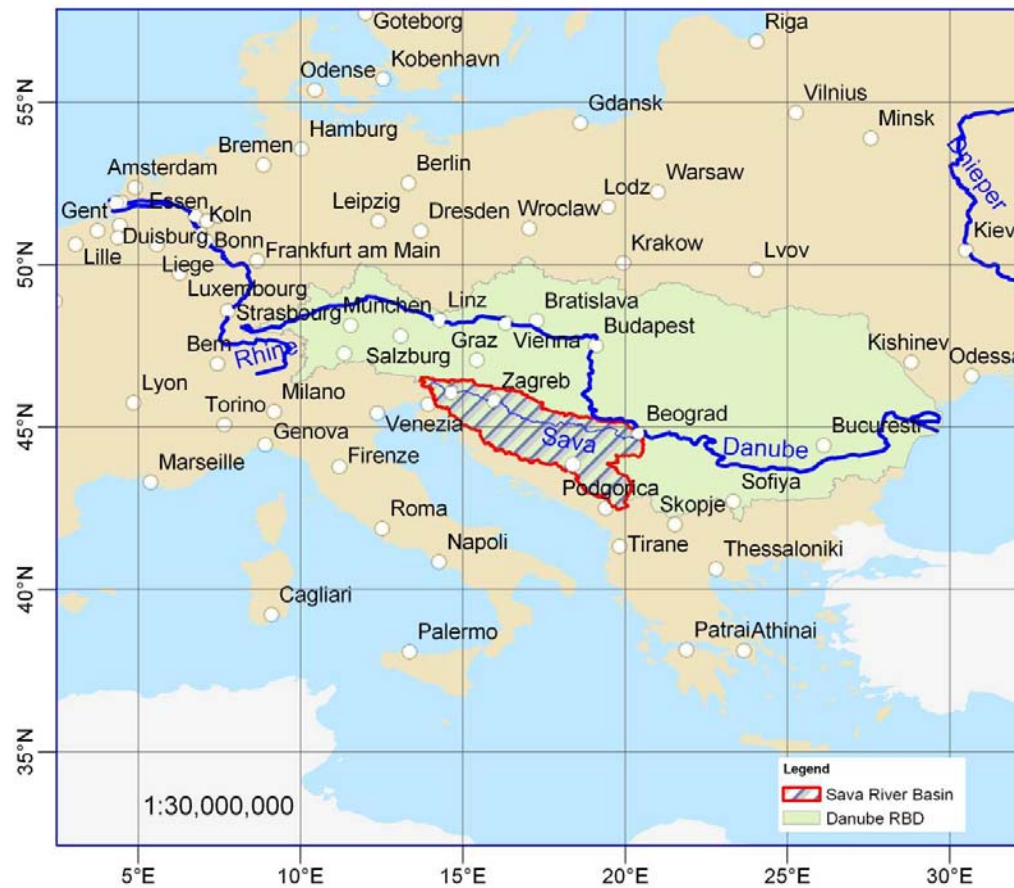 Goteborg
Riga
Kobenhavn
Odense
55°N
Vilnius
Gdansk
Minsk
Hamburg
Bremen
Dnieper
Amsterdam
Berlin
Warsaw
Lodz
Essen
Leipzig
Dresden
Wroclaw
Gent
Koln
Kiev
Duisburg
Bonn
Krakow
Lvov
Lille
Liege
Frankfurt am Main
50°N
Luxembourg
München
Linz
Bratislava
Strasbourg
Budapest
Bern
Rhine
Graz
Vienna
Kishinev
Salzburg
Odessa
Lyon
Milano
Zagreb
Torino
Beograd
45°N
Venezia
Sava
Danube
Bucuresti
Genova
Marseille
Firenze
Podgorica
Sofiya
Skopje
Roma
Napoli
Tirane
Thessaloniki
40°N
Cagliari
Palermo
Patrai
Athinai
35°N
Legend
Sava River Basin
Danube RBD
1:30,000,000
5°E 10°E 15°E 20°E 25°E 30°E